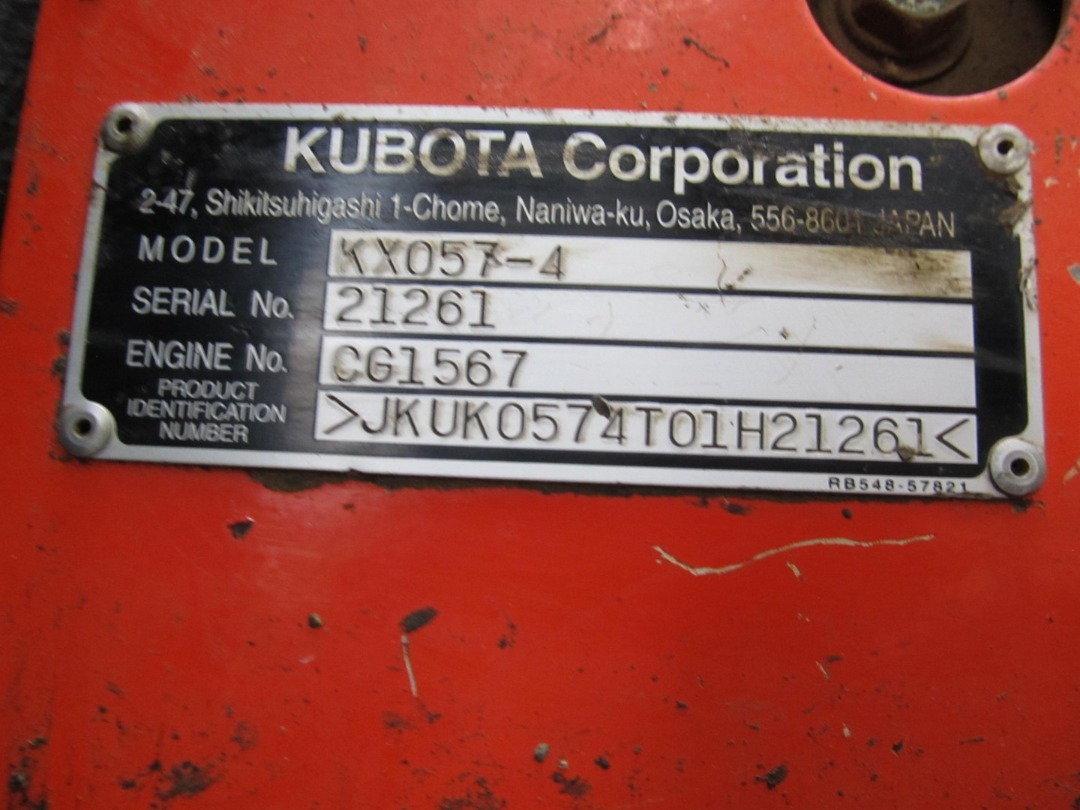 KUBOTA Corporation
2-47, Shikitsuhigashi 1-Chome, Naniwa-ku, Osaka, 556-8601 JAPAN
MODEL KX057-4
SERIAL No. 21261
ENGINE No. CG1567
PRODUCT
IDENTIFICATION
NUMBER
>JKUK0574T01H21261<
RB548-57821